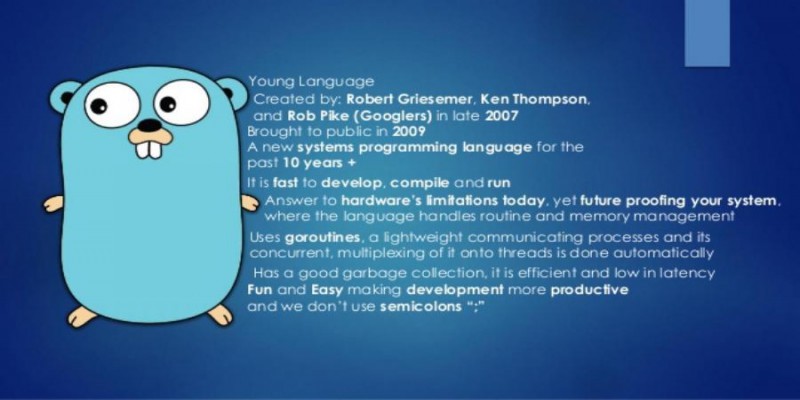 Young Language
Created by: Robert Griesemer, Ken Thompson,
and Rob Pike (Googlers) in late 2007
Brought to public in 2009
A new systems programming language for the
past 10 years +
It is fast to develop, compile and run
Answer to hardware's limitations today, yet future proofing your system,
where the language handles routine and memory management
Uses goroutines, a lightweight communicating processes and its
concurrent, multiplexing of it onto threads is done automatically
Has a good garbage collection, it is efficient and low in latency
Fun and Easy making development more productive
and we don't use semicolons “;”